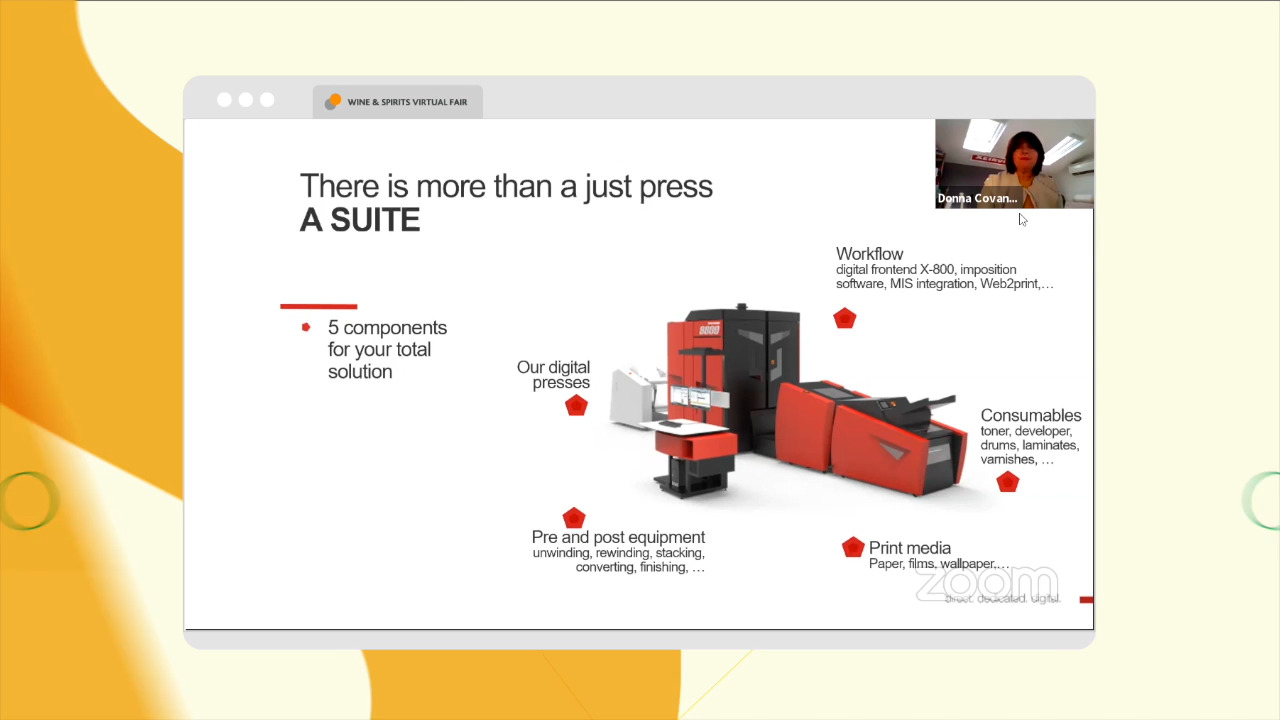 WINE & SPIRITS VIRTUAL FAIR
There is more than a just press
A SUITE
Donna Covan...
5 components
for your total
solution
Workflow
digital frontend X-800, imposition
software, MIS integration, Web2print,...
8800
Our digital
presses
Consumables
toner, developer,
drums, laminates,
varnishes, ...
Pre and post equipment
unwinding, rewinding, stacking,
converting, finishing, ...
Print media
Paper, films, wallpaper,...
zoom
direct. dedicated. digital.